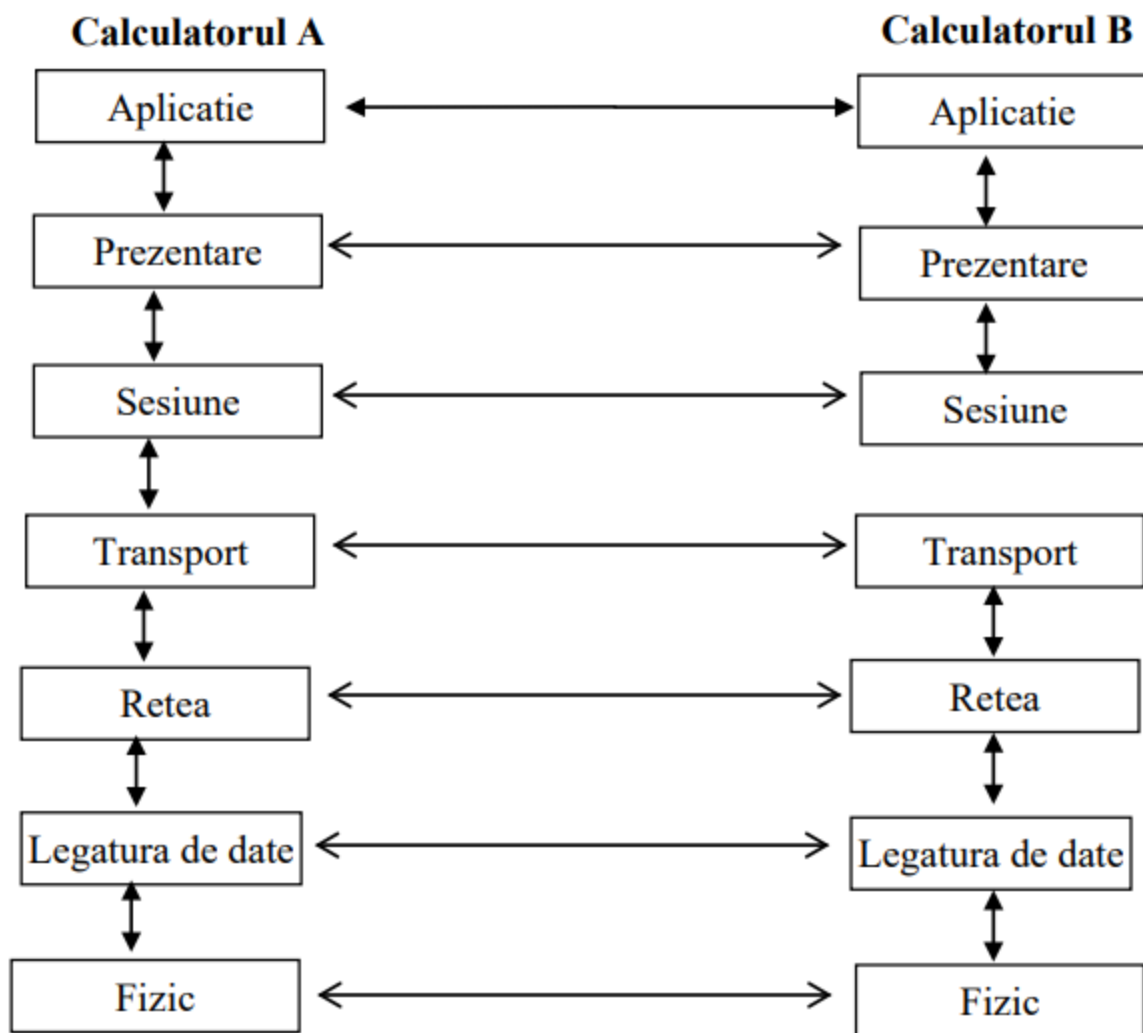 Calculatorul A
Calculatorul B
Aplicatie
Aplicatie
Prezentare
Prezentare
Sesiune
Sesiune
Transport
Transport
Retea
Retea
Legatura de date
Legatura de date
Fizic
Fizic